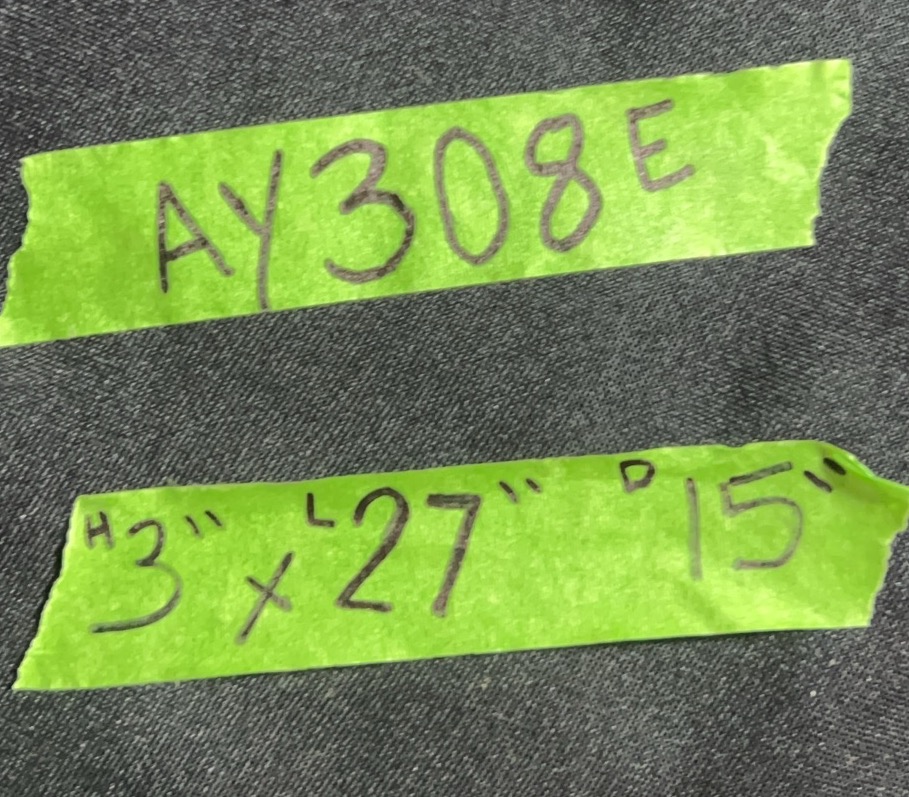 AY308E
H3" x L27" D15"